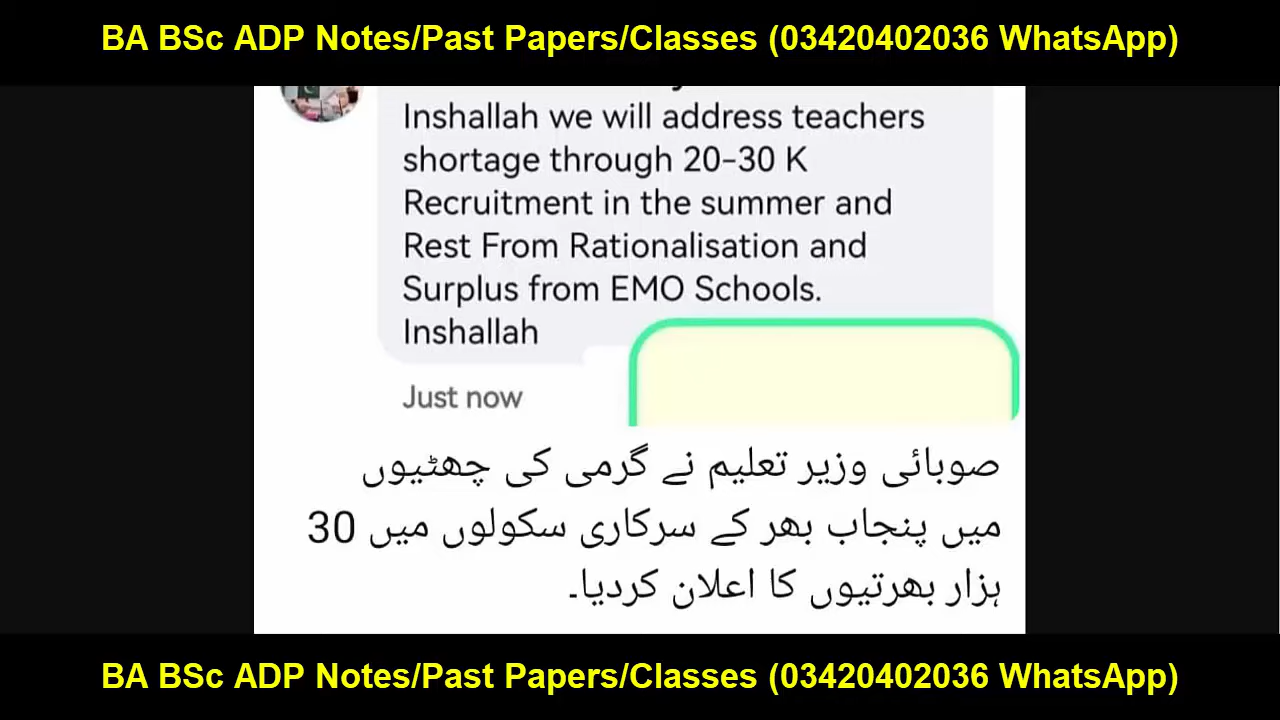 BA BSc ADP Notes/Past Papers/Classes (03420402036 WhatsApp)
Inshallah we will address teachers
shortage through 20-30 K
Recruitment in the summer and
Rest From Rationalisation and
Surplus from EMO Schools.
Inshallah
Just now
صوبائی وزیر تعلیم نے گرمی کی چھٹیوں
میں پنجاب بھر کے سرکاری سکولوں میں 30
ہزار بھرتیوں کا اعلان کردیا۔
BA BSc ADP Notes/Past Papers/Classes (03420402036 WhatsApp)